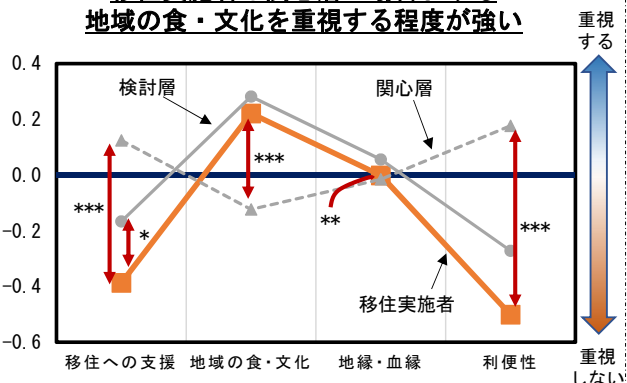 地域の食・文化を重視する程度が強い
重視
する
0.4
0.2
0.0
-0.2
-0.4
-0.6
検討層
関心層
***
*
***
**
***
移住実施者
移住への支援
地域の食・文化
地縁・血縁
利便性
重視
しない